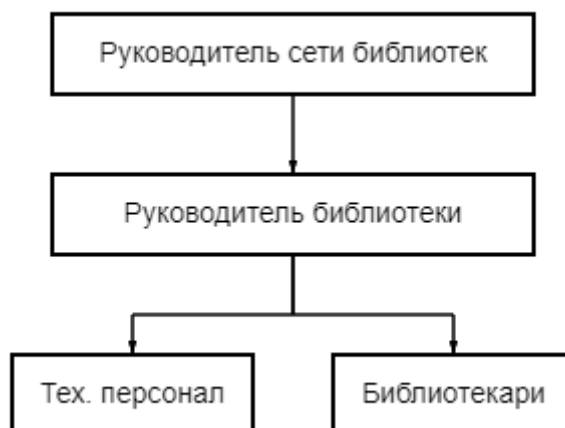 Руководитель сети библиотек
Руководитель библиотеки
Тех. персонал
Библиотекари